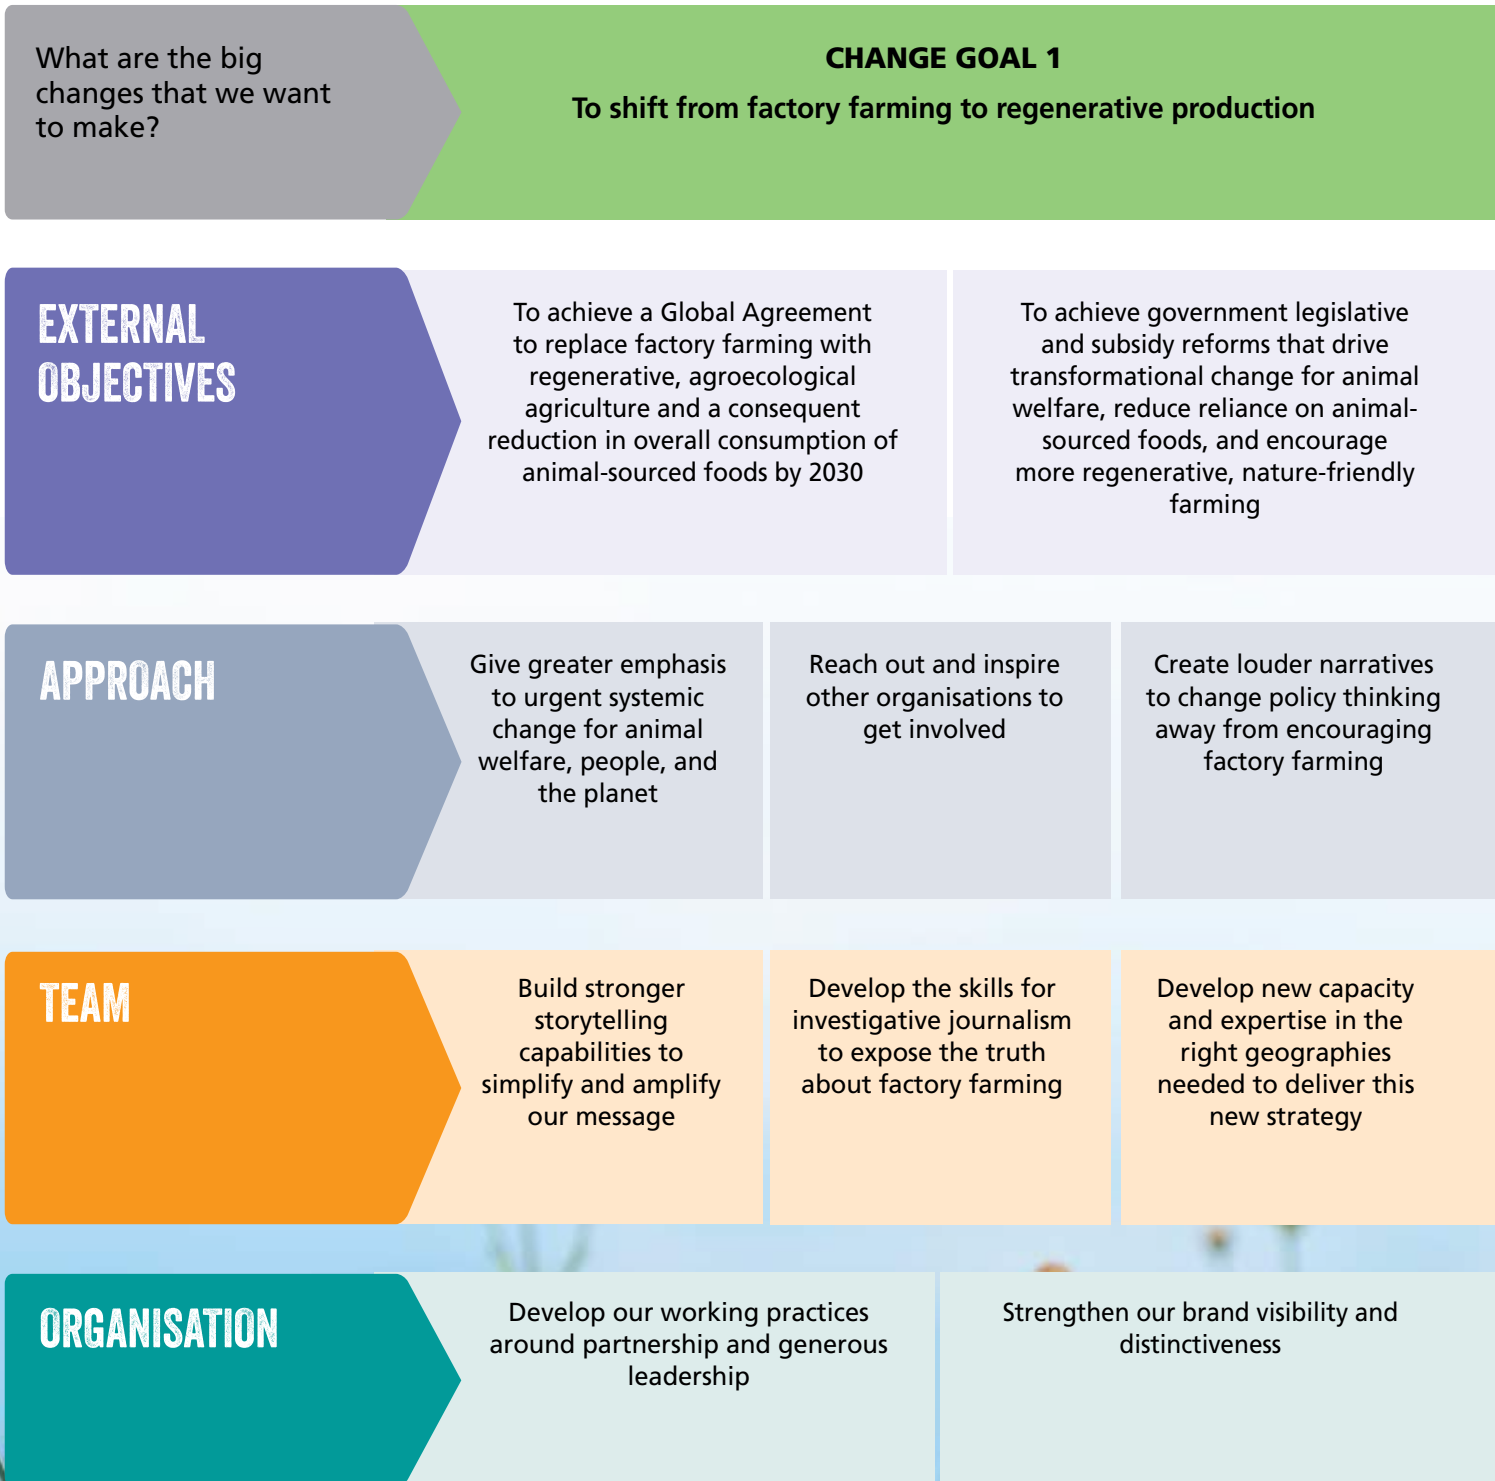 What are the big
changes that we want
to make?
CHANGE GOAL 1
To shift from factory farming to regenerative production
EXTERNAL
OBJECTIVES
To achieve a Global Agreement
to replace factory farming with
regenerative, agroecological
agriculture and a consequent
reduction in overall consumption of
animal-sourced foods by 2030
To achieve government legislative
and subsidy reforms that drive
transformational change for animal
welfare, reduce reliance on animal-
sourced foods, and encourage
more regenerative, nature-friendly
farming
APPROACH
Give greater emphasis
to urgent systemic
change for animal
welfare, people, and
the planet
Reach out and inspire
other organisations to
get involved
Create louder narratives
to change policy thinking
away from encouraging
factory farming
TEAM
Build stronger
storytelling
capabilities to
simplify and amplify
our message
Develop the skills for
investigative journalism
to expose the truth
about factory farming
Develop new capacity
and expertise in the
right geographies
needed to deliver this
new strategy
ORGANISATION
Develop our working practices
around partnership and generous
leadership
Strengthen our brand visibility and
distinctiveness